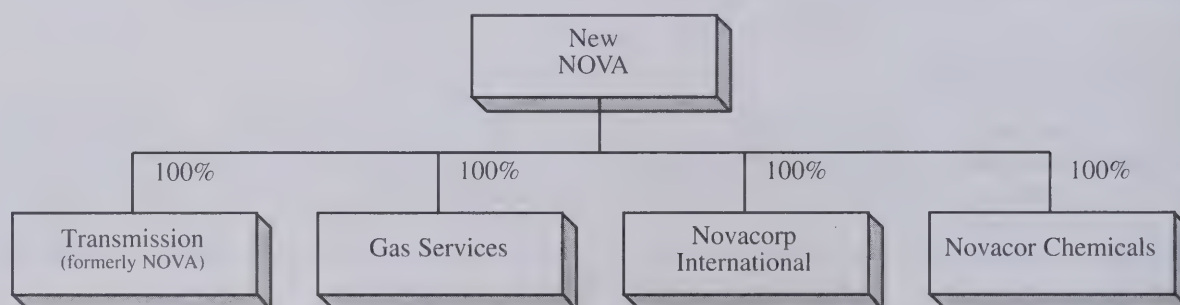 New
NOVA
100%
100%
100%
100%
Transmission
(formerly NOVA)
Gas Services
Novacorp
International
Novacor Chemicals